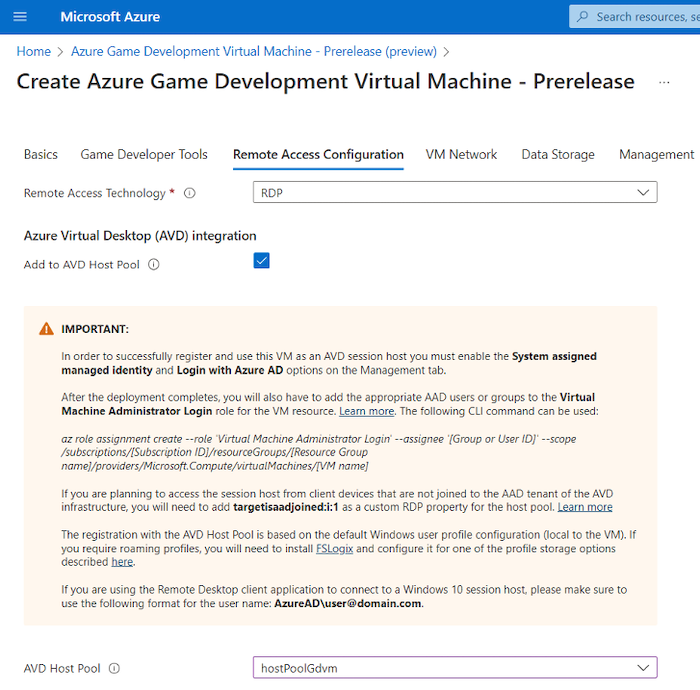 Microsoft Azure
Search resources, se
Home > Azure Game Development Virtual Machine - Prerelease (preview) >
Create Azure Game Development Virtual Machine - Prerelease ...
Basics Game Developer Tools Remote Access Configuration VM Network Data Storage Management
Remote Access Technology * RDP
Azure Virtual Desktop (AVD) integration
Add to AVD Host Pool
IMPORTANT:
In order to successfully register and use this VM as an AVD session host you must enable the System assigned
managed identity and Login with Azure AD options on the Management tab.
After the deployment completes, you will also have to add the appropriate AAD users or groups to the Virtual
Machine Administrator Login role for the VM resource. Learn more. The following CLI command can be used:
az role assignment create --role 'Virtual Machine Administrator Login' --assignee '[Group or User ID]' --scope
/subscriptions/[Subscription ID]/resourceGroups/[Resource Group
name]/providers/Microsoft.Compute/virtualMachines/[VM name]
If you are planning to access the session host from client devices that are not joined to the AAD tenant of the AVD
infrastructure, you will need to add targetisaadjoined:i:1 as a custom RDP property for the host pool. Learn more
The registration with the AVD Host Pool is based on the default Windows user profile configuration (local to the VM). If
you require roaming profiles, you will need to install FSLogix and configure it for one of the profile storage options
described here.
If you are using the Remote Desktop client application to connect to a Windows 10 session host, please make sure to
use the following format for the user name: AzureAD\user@domain.com.
AVD Host Pool hostPoolGdvm